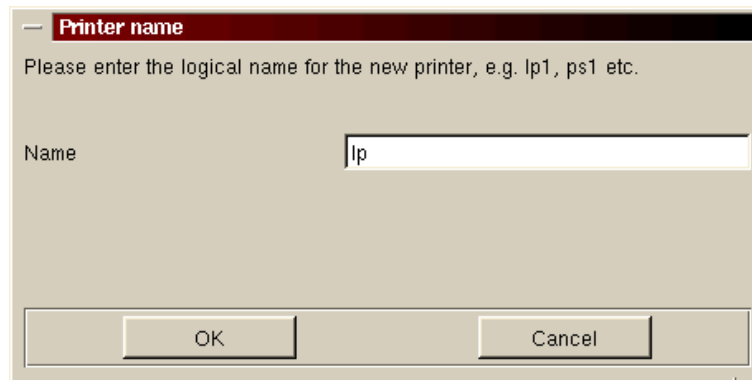 Printer name
Please enter the logical name for the new printer, e.g. lp1, ps1 etc.
Name
lp
OK
Cancel